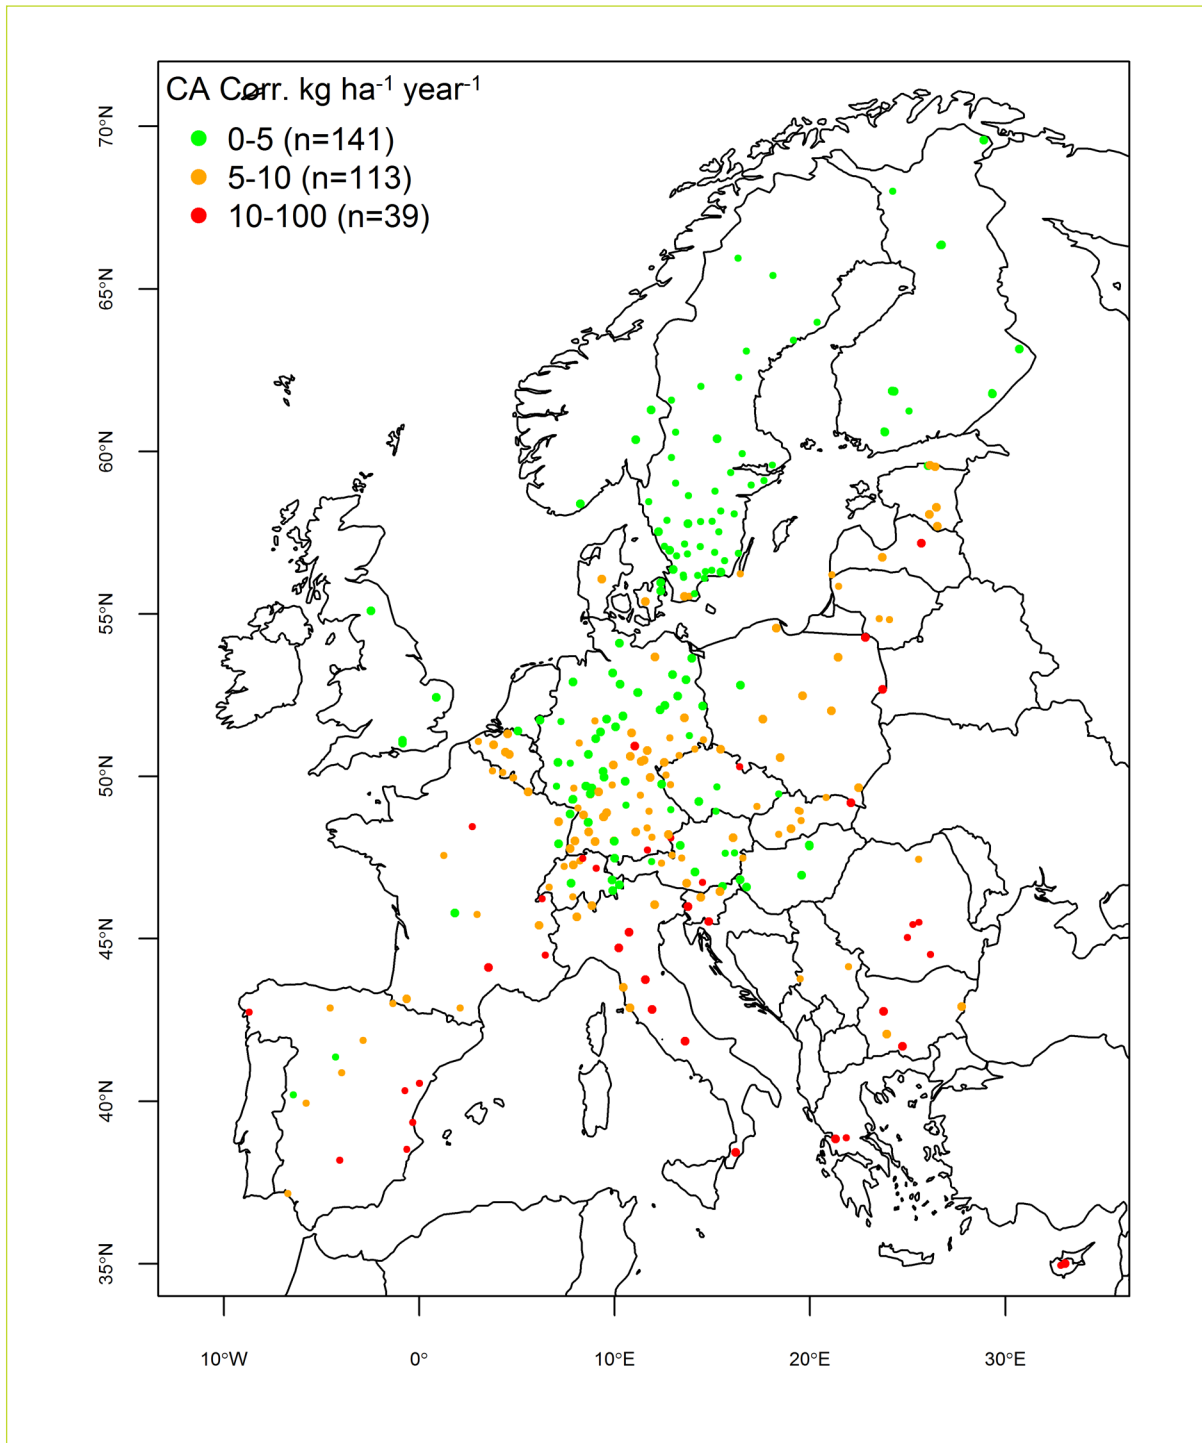 CA Corr. kg ha⁻¹ year⁻¹
0-5 (n=141)
5-10 (n=113)
10-100 (n=39)
70°N
65°N
60°N
55°N
50°N
45°N
40°N
35°N
10°W
0°
10°E
20°E
30°E